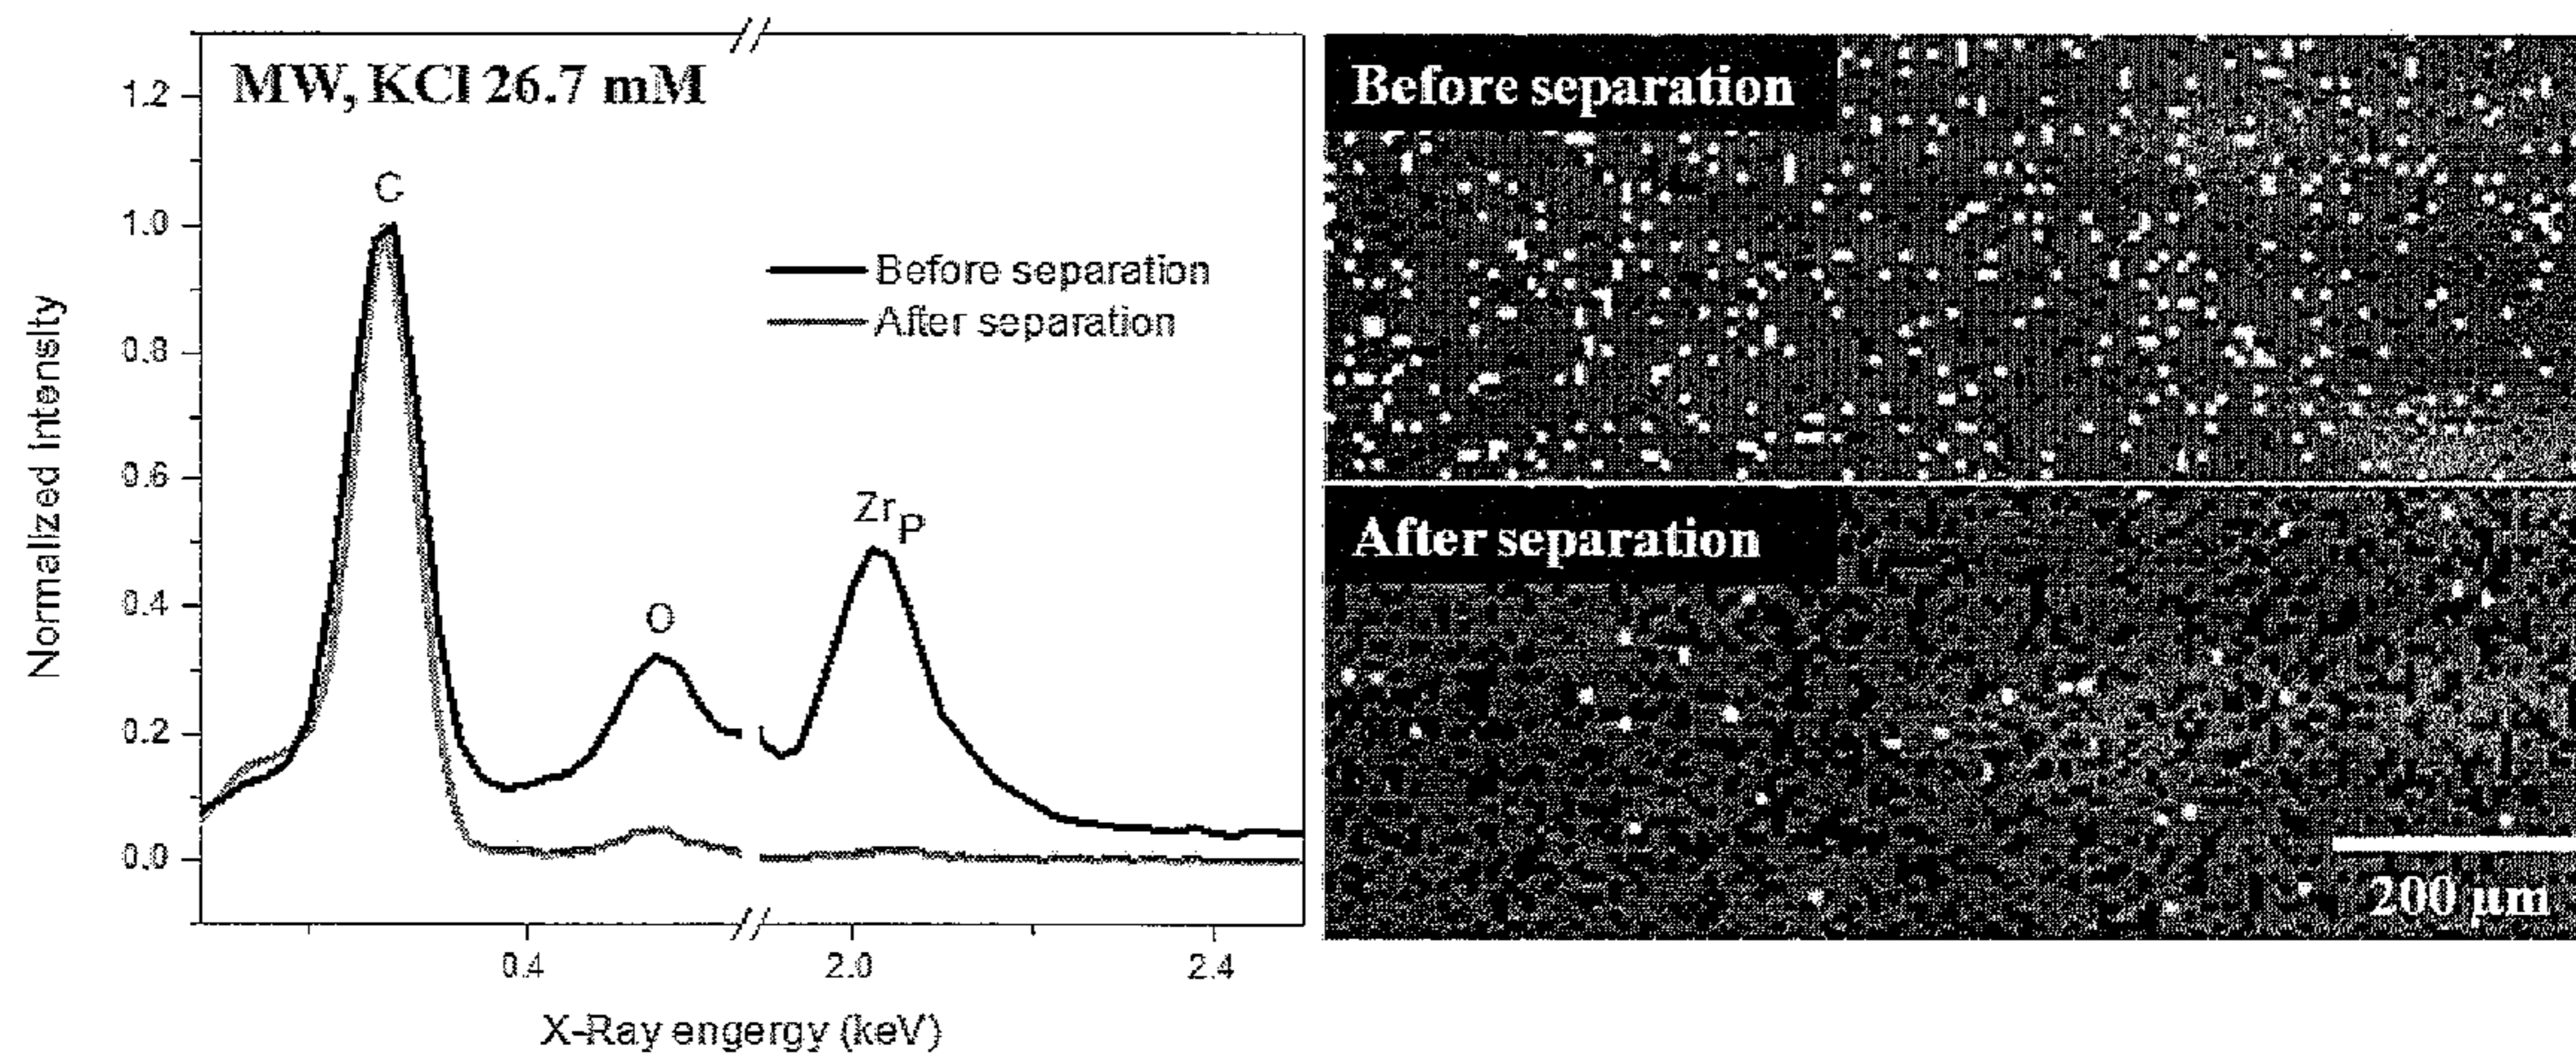 MW, KCl 26.7 mM
C
Before separation
After separation
Zr
P
O
1.2
1.0
0.8
0.6
0.4
0.2
0.0
Normalized Intensity
0.4
2.0
2.4
X-Ray engergy (keV)
Before separation
After separation
200 µm